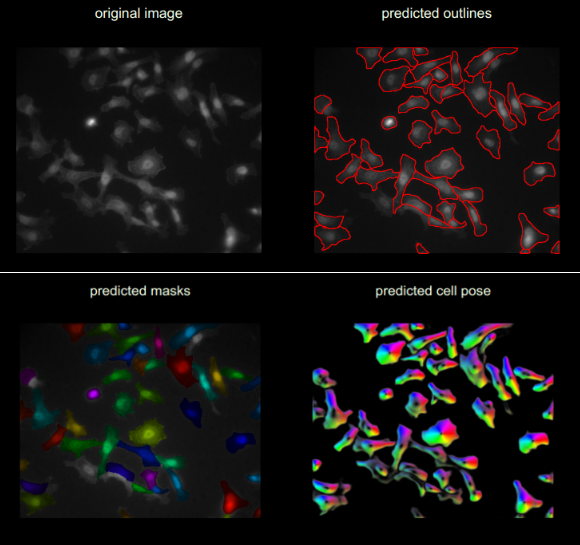 original image
predicted outlines
predicted masks
predicted cell pose